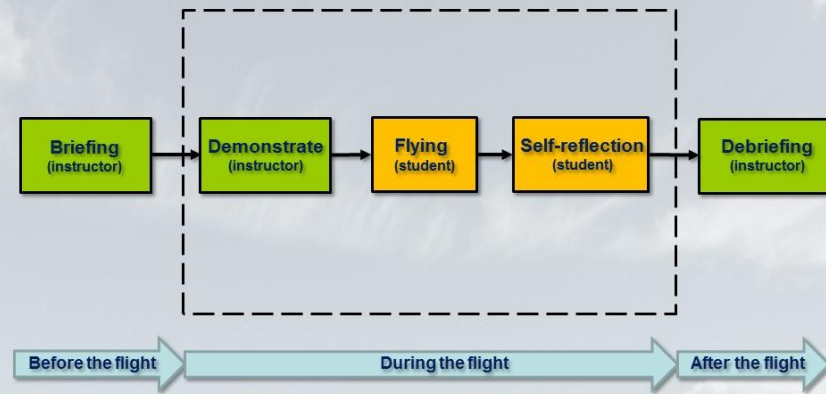 Briefing
(instructor)
Demonstrate
(instructor)
Flying
(student)
Self-reflection
(student)
Debriefing
(instructor)
Before the flight
During the flight
After the flight